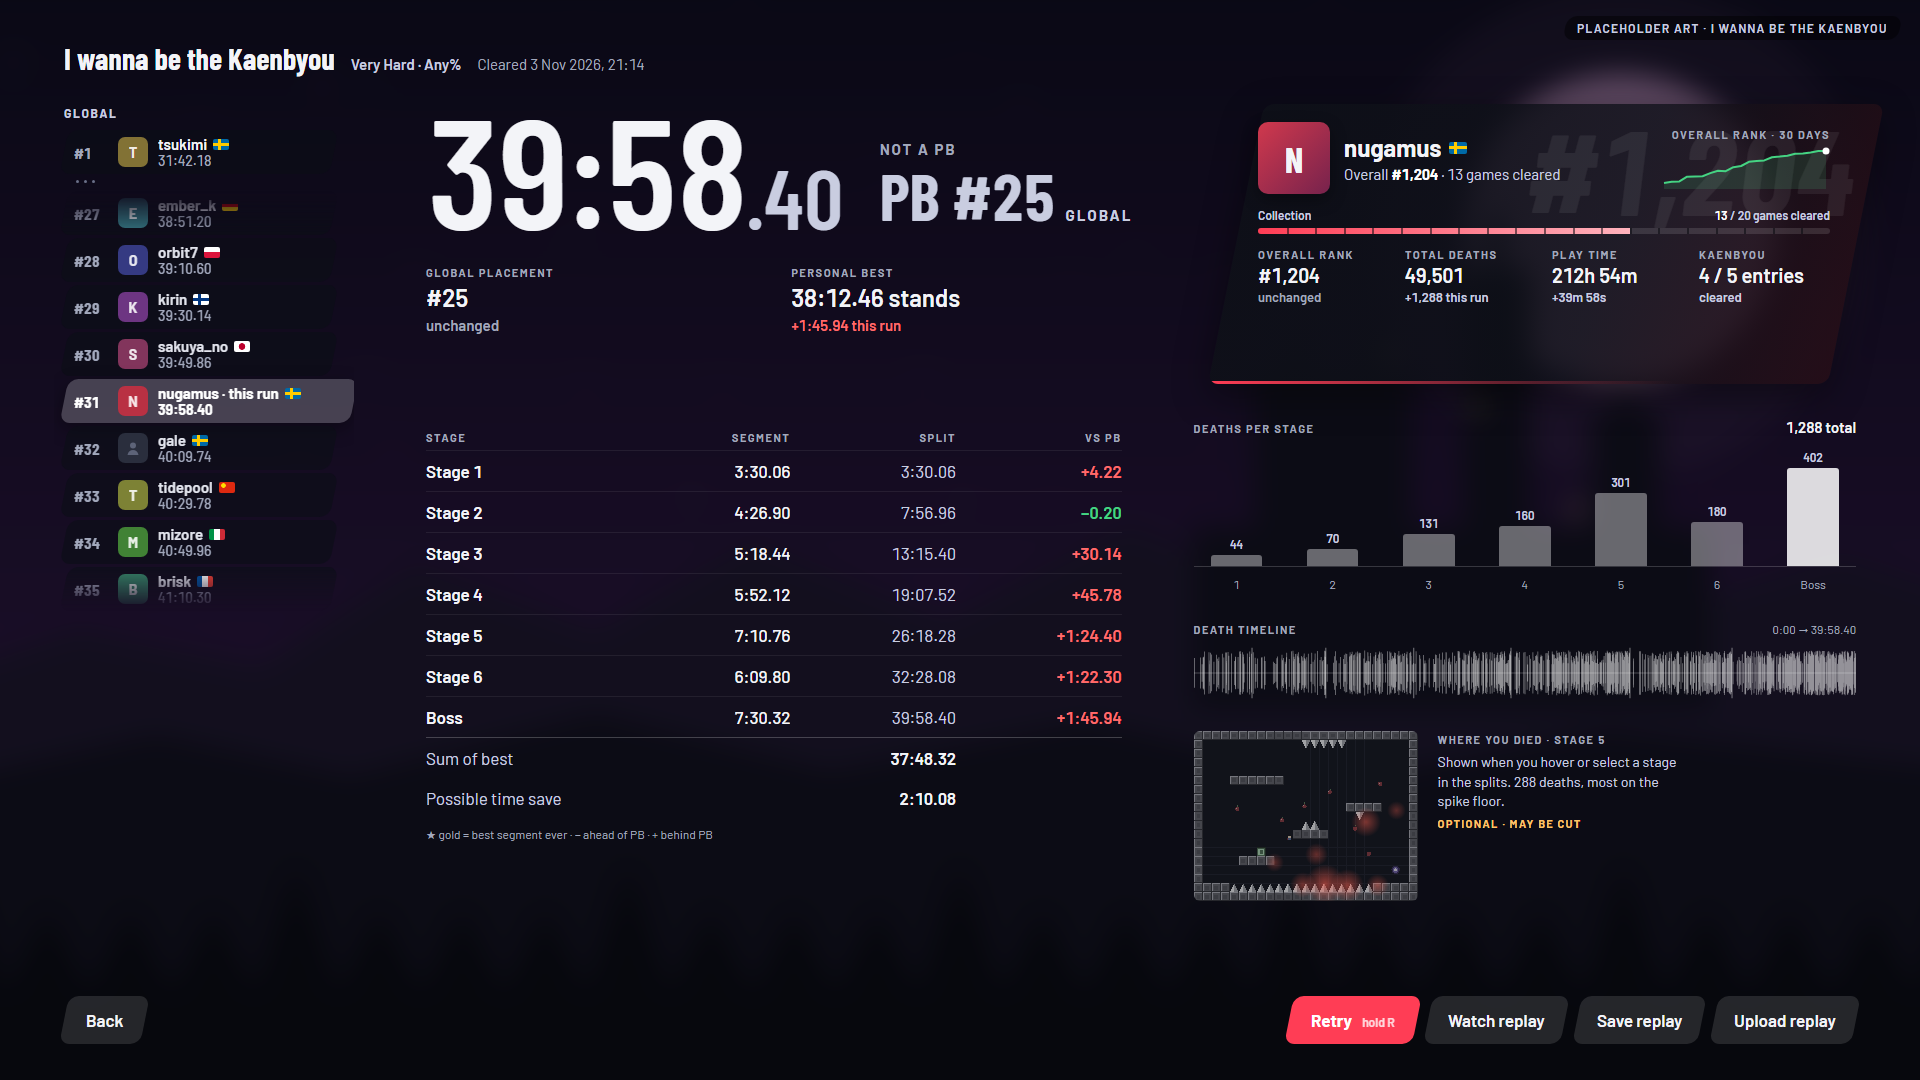 PLACEHOLDER ART · I WANNA BE THE KAENBYOU
I wanna be the Kaenbyou Very Hard · Any% Cleared 3 Nov 2026, 21:14
GLOBAL
#1 T tsukimi
31:42.18
...
#27 E ember_k
38:51.20
#28 O orbit7
39:10.60
#29 K kirin
39:30.14
#30 S sakuya_no
39:49.86
#31 N nugamus · this run
39:58.40
#32 gale
40:09.74
#33 T tidepool
40:29.78
#34 M mizore
40:49.96
#35 B brisk
41:10.30
39:58.40
NOT A PB
PB #25 GLOBAL
GLOBAL PLACEMENT
#25
unchanged
PERSONAL BEST
38:12.46 stands
+1:45.94 this run
STAGE SEGMENT SPLIT VS PB
Stage 1 3:30.06 3:30.06 +4.22
Stage 2 4:26.90 7:56.96 −0.20
Stage 3 5:18.44 13:15.40 +30.14
Stage 4 5:52.12 19:07.52 +45.78
Stage 5 7:10.76 26:18.28 +1:24.40
Stage 6 6:09.80 32:28.08 +1:22.30
Boss 7:30.32 39:58.40 +1:45.94
Sum of best 37:48.32
Possible time save 2:10.08
★ gold = best segment ever · − ahead of PB · + behind PB
#1,204
N nugamus
Overall #1,204 · 13 games cleared
OVERALL RANK · 30 DAYS
Collection 13 / 20 games cleared
OVERALL RANK
#1,204
unchanged
TOTAL DEATHS
49,501
+1,288 this run
PLAY TIME
212h 54m
+39m 58s
KAENBYOU
4 / 5 entries
cleared
DEATHS PER STAGE 1,288 total
44 70 131 160 301 180 402
1 2 3 4 5 6 Boss
DEATH TIMELINE 0:00 → 39:58.40
WHERE YOU DIED · STAGE 5
Shown when you hover or select a stage
in the splits. 288 deaths, most on the
spike floor.
OPTIONAL · MAY BE CUT
Back
Retry hold R
Watch replay
Save replay
Upload replay